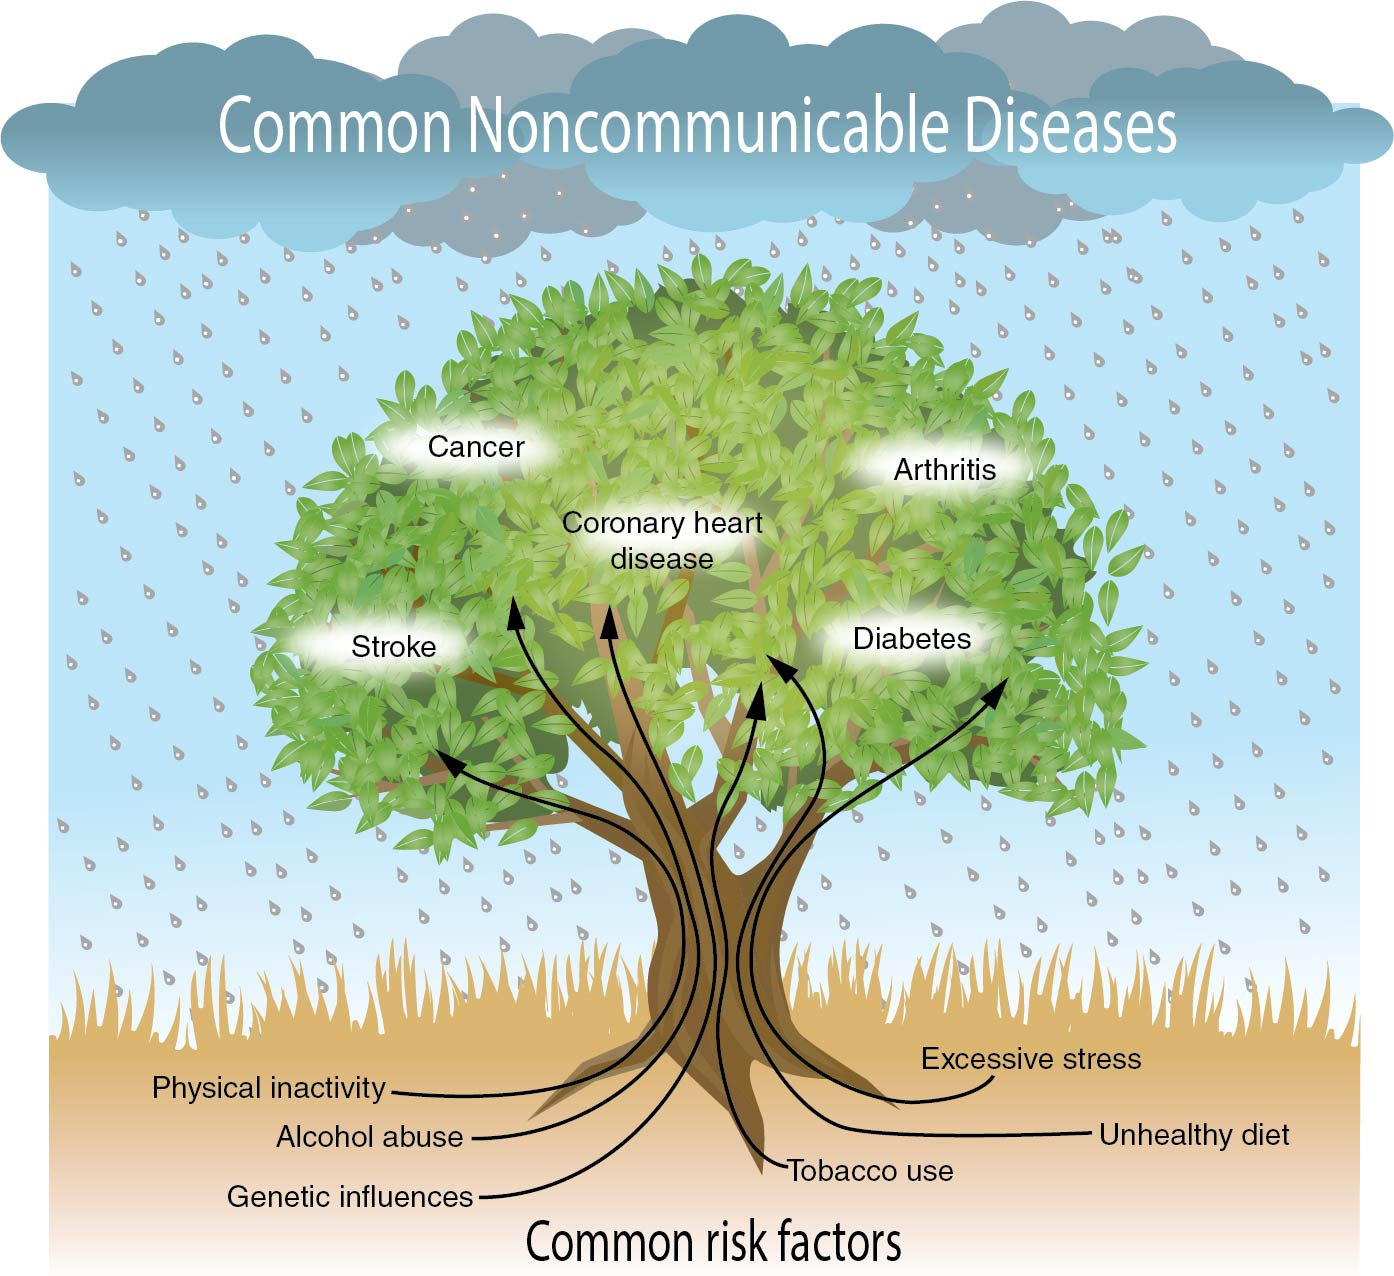 Common Noncommunicable Diseases
Cancer
Arthritis
Coronary heart
disease
Stroke
Diabetes
Excessive stress
Physical inactivity
Alcohol abuse
Unhealthy diet
Tobacco use
Genetic influences
Common risk factors